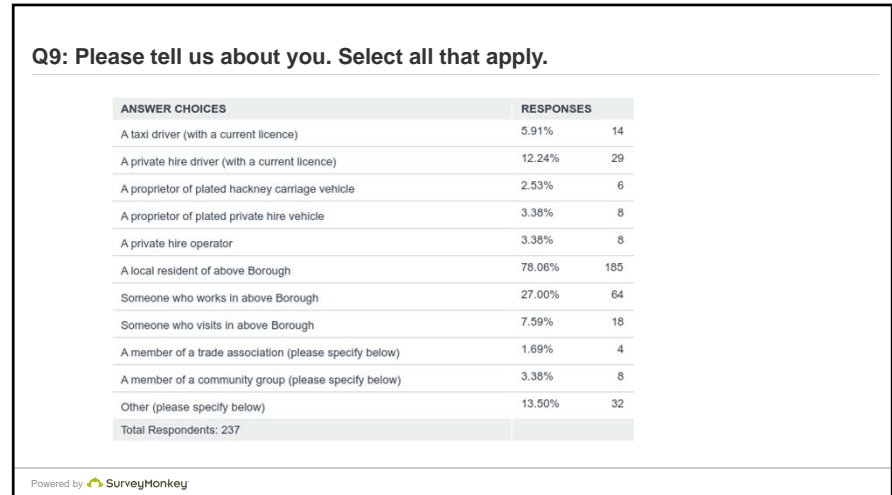 Q9: Please tell us about you. Select all that apply.
ANSWER CHOICES RESPONSES
A taxi driver (with a current licence) 5.91% 14
A private hire driver (with a current licence) 12.24% 29
A proprietor of plated hackney carriage vehicle 2.53% 6
A proprietor of plated private hire vehicle 3.38% 8
A private hire operator 3.38% 8
A local resident of above Borough 78.06% 185
Someone who works in above Borough 27.00% 64
Someone who visits in above Borough 7.59% 18
A member of a trade association (please specify below) 1.69% 4
A member of a community group (please specify below) 3.38% 8
Other (please specify below) 13.50% 32
Total Respondents: 237
Powered by SurveyMonkey